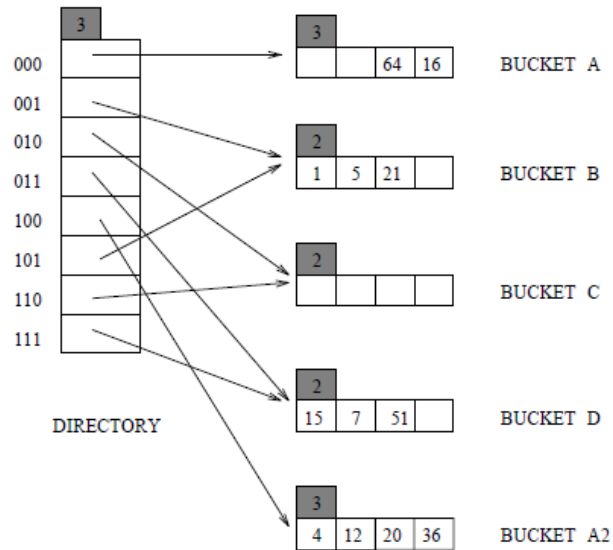 3
3
000
64 16
BUCKET A
001
010
2
011
1 5 21
BUCKET B
100
101
2
110
BUCKET C
111
2
15 7 51
BUCKET D
DIRECTORY
3
4 12 20 36
BUCKET A2